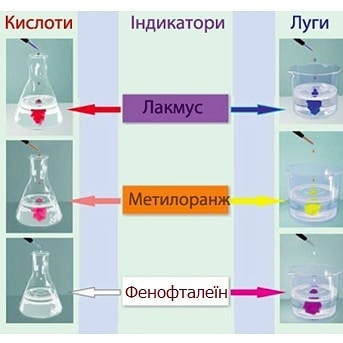 Кислоти Індикатори Луги
Лакмус
Метилоранж
Фенофталеїн